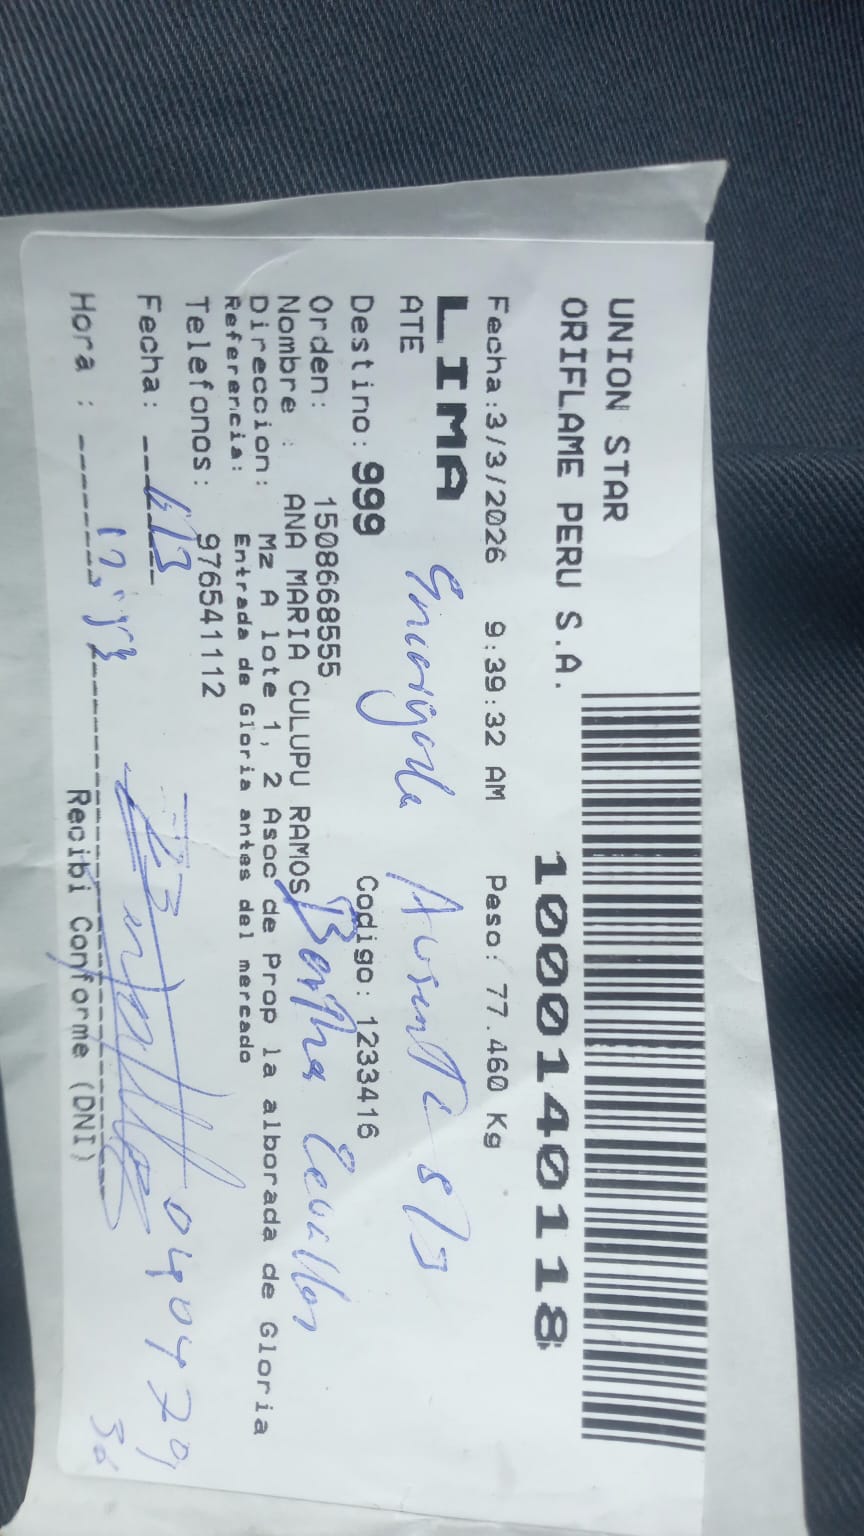 UNION STAR
ORIFLAME PERU S.A.
1000140118
Fecha:3/3/2026 9:39:32 AM Peso: 77.460 Kg
LIMA
ATE
Destino: 999 Codigo: 1233416
Orden: 1508668555
Nombre : ANA MARIA CULUPU RAMOS
Bertha Cevallos
Direccion: Mz A lote 1, 2 Asoc de Prop la alborada de Gloria
Referencia: Entrada de Gloria antes del mercado
Telefonos: 976541112
Fecha:
Hora :
Recibi Conforme (DNI)